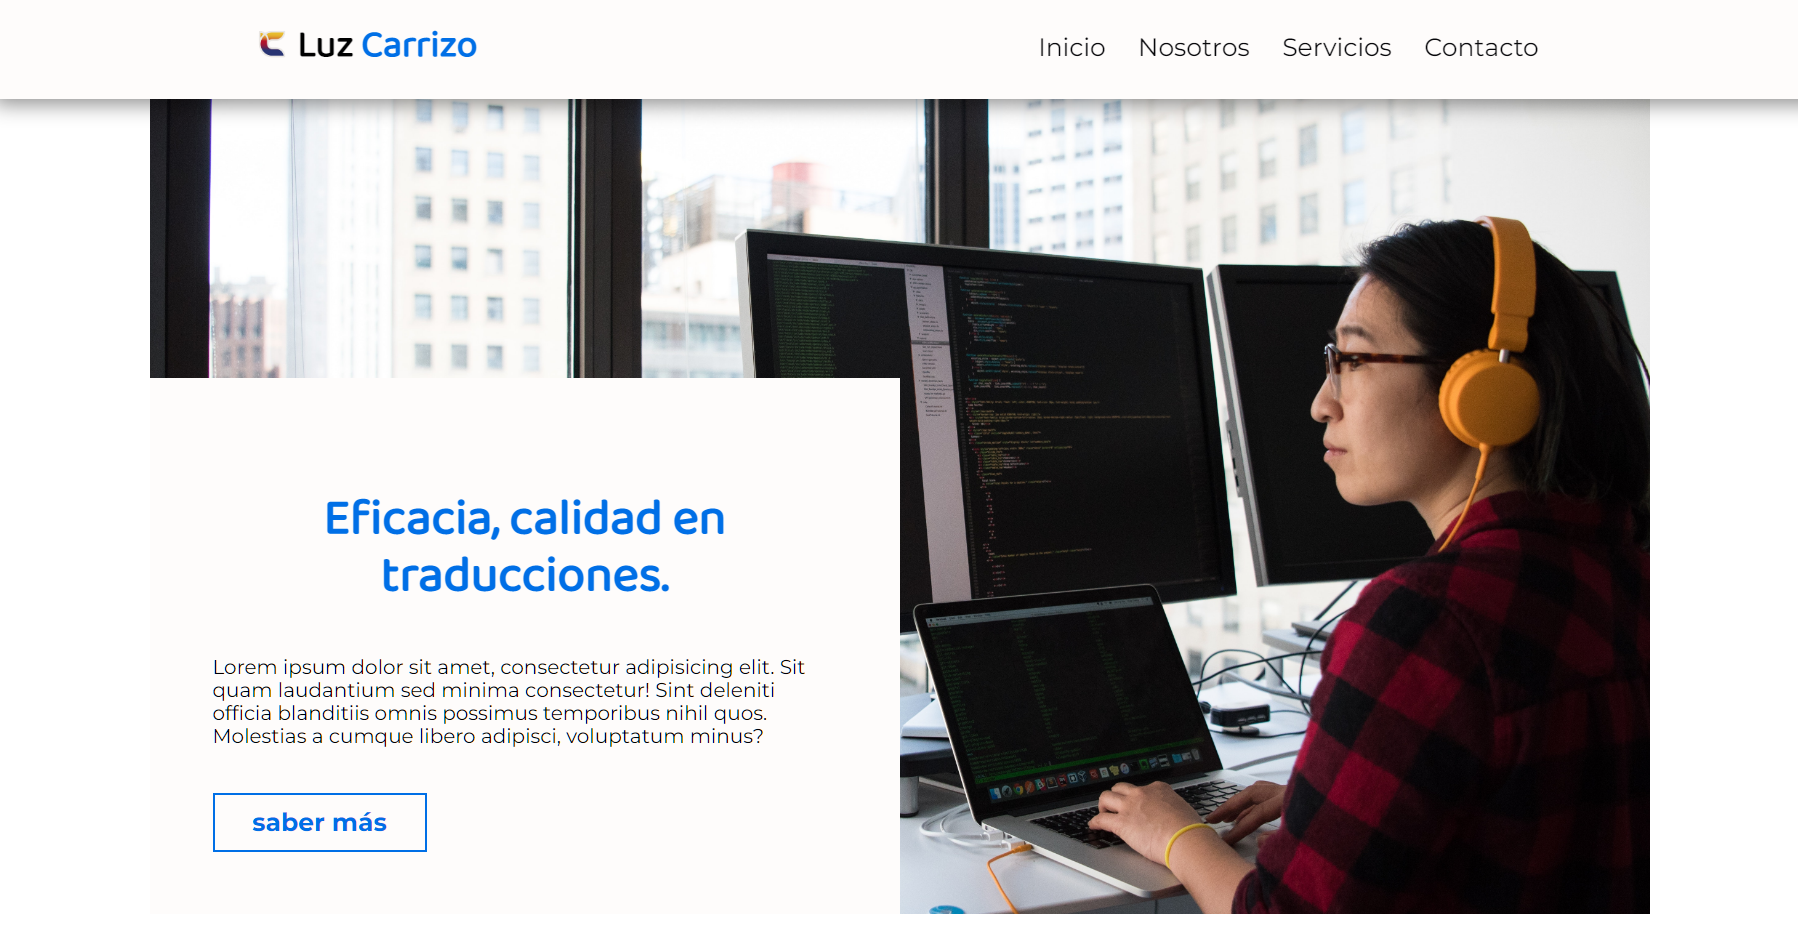 Luz Carrizo
Inicio Nosotros Servicios Contacto
Eficacia, calidad en
traducciones.
Lorem ipsum dolor sit amet, consectetur adipisicing elit. Sit
quam laudantium sed minima consectetur! Sint deleniti
officia blanditiis omnis possimus temporibus nihil quos.
Molestias a cumque libero adipisci, voluptatum minus?
saber más